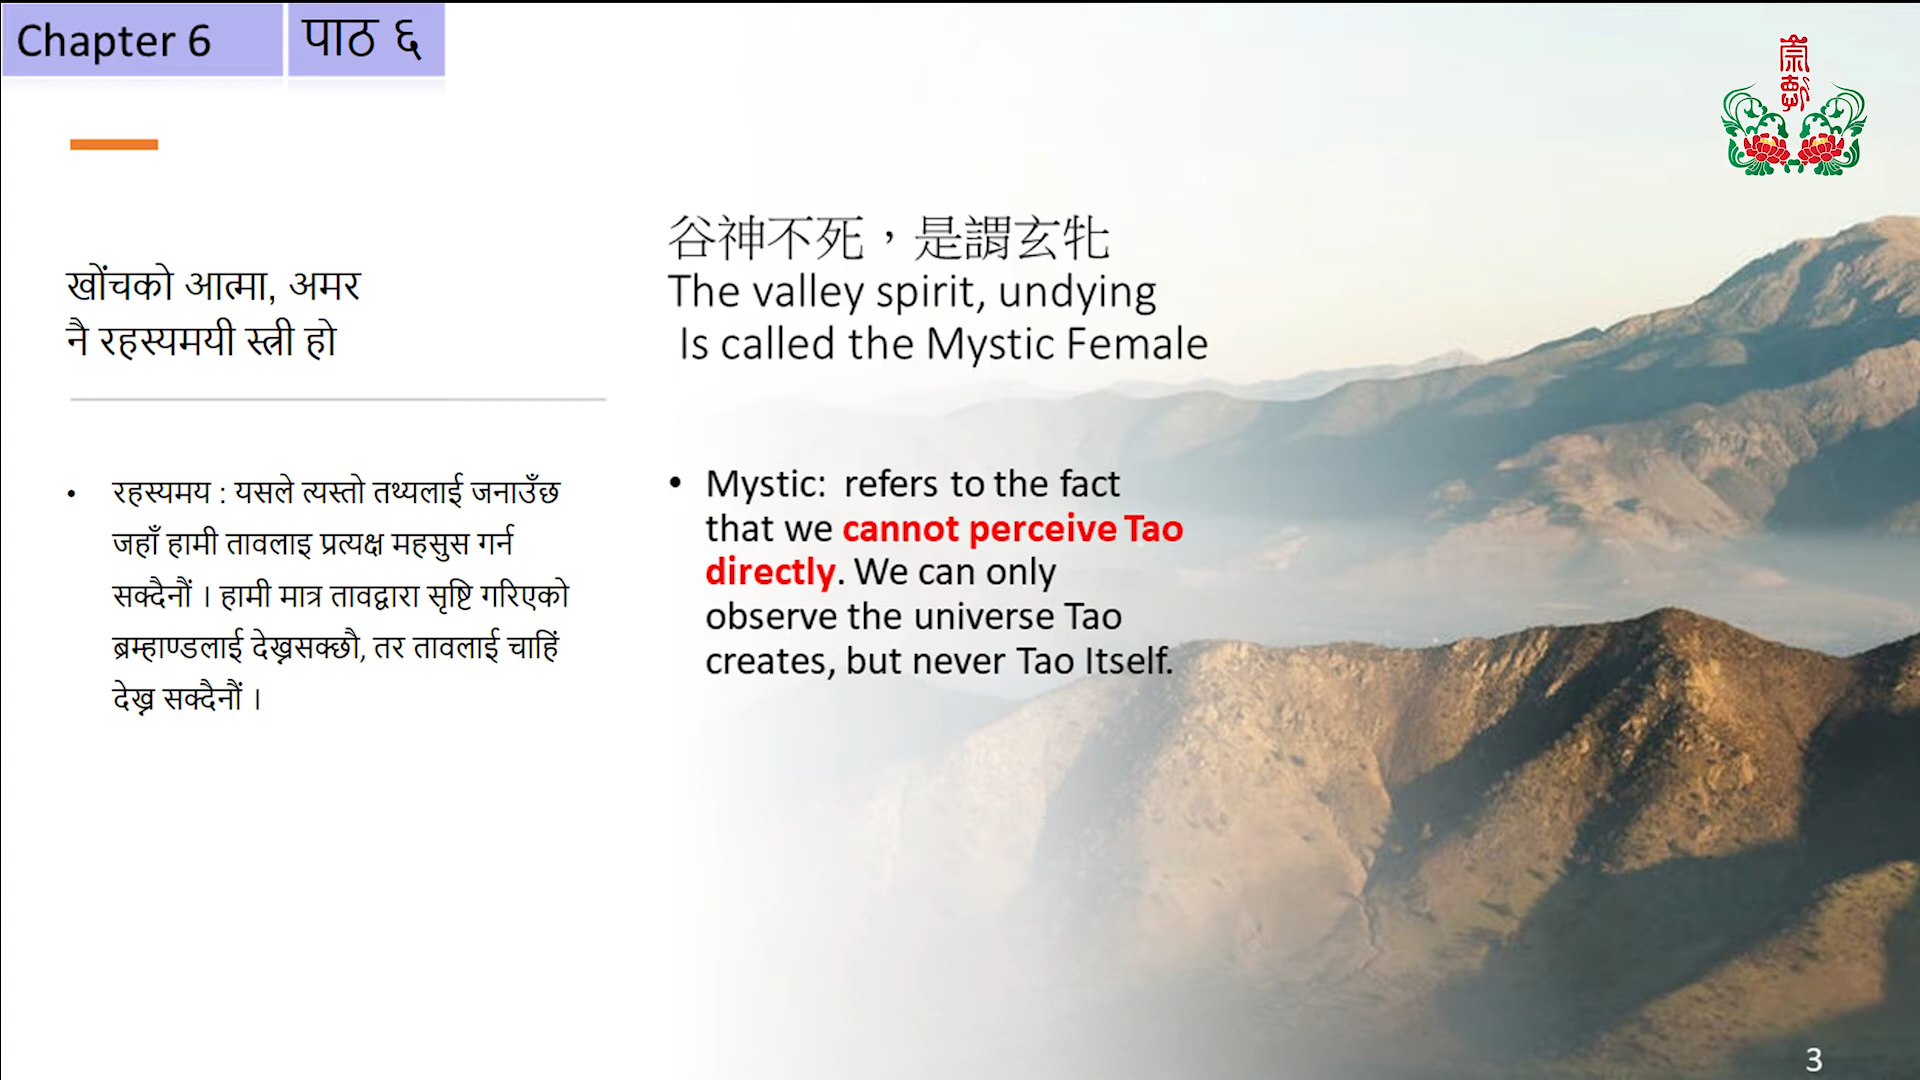 Chapter 6
पाठ ६
खोंचको आत्मा, अमर
नै रहस्यमयी स्त्री हो
• रहस्यमय : यसले त्यस्तो तथ्यलाई जनाउँछ
जहाँ हामी तावलाइ प्रत्यक्ष महसुस गर्न
सक्दैनौं । हामी मात्र तावद्वारा सृष्टि गरिएको
ब्रम्हाण्डलाई देख्नसक्छौ, तर तावलाई चाहिं
देख्न सक्दैनौं ।
谷神不死，是謂玄牝
The valley spirit, undying
Is called the Mystic Female
• Mystic: refers to the fact
that we cannot perceive Tao
directly. We can only
observe the universe Tao
creates, but never Tao Itself.
3